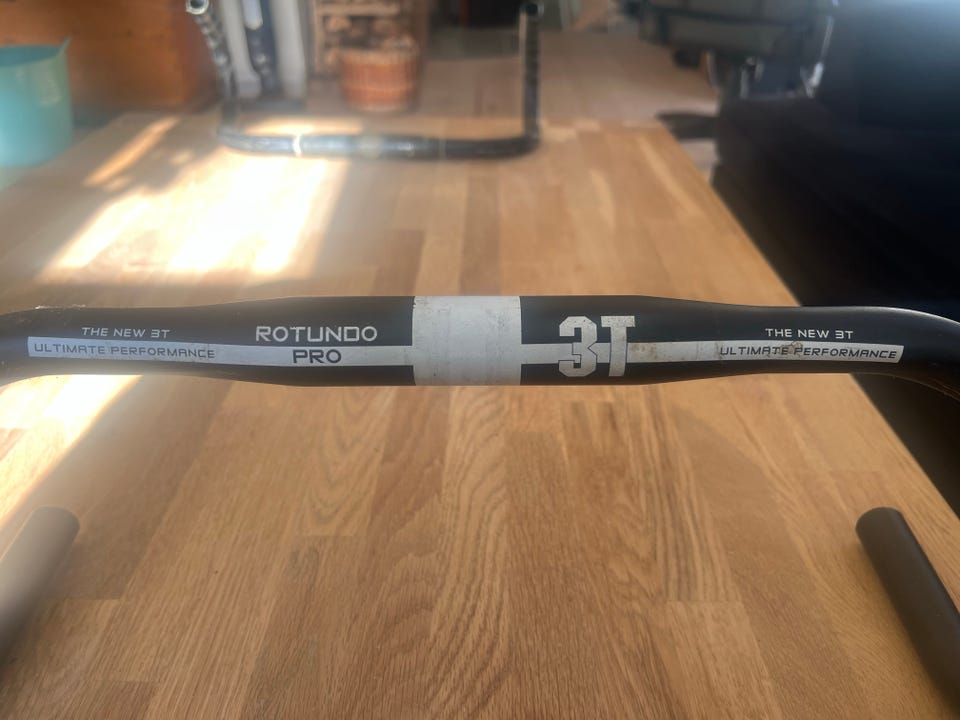 THE NEW 3T
ULTIMATE PERFORMANCE
ROTUNDO
PRO
3T
THE NEW 3T
ULTIMATE PERFORMANCE